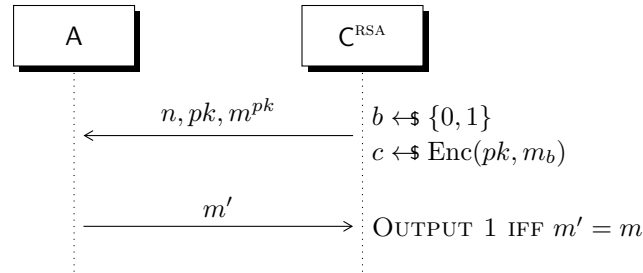 A
C^RSA
n, pk, m^pk
b ←$ {0, 1}
c ←$ Enc(pk, m_b)
m′
OUTPUT 1 IFF m′ = m